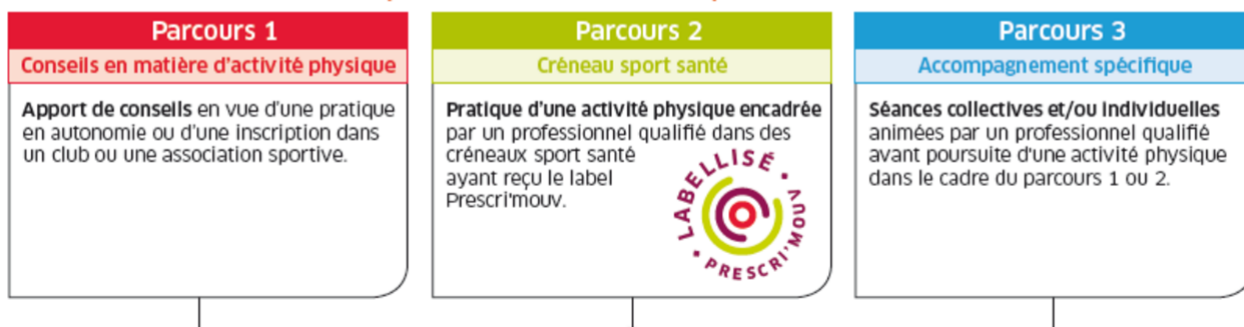 Parcours 1
Conseils en matière d'activité physique
Apport de conseils en vue d'une pratique
en autonomie ou d'une inscription dans
un club ou une association sportive.
Parcours 2
Créneau sport santé
Pratique d'une activité physique encadrée
par un professionnel qualifié dans des
créneaux sport santé
ayant reçu le label
Prescri'mouv.
LABELLISÉ • PRESCRI'MOUV •
Parcours 3
Accompagnement spécifique
Séances collectives et/ou individuelles
animées par un professionnel qualifié
avant poursuite d'une activité physique
dans le cadre du parcours 1 ou 2.